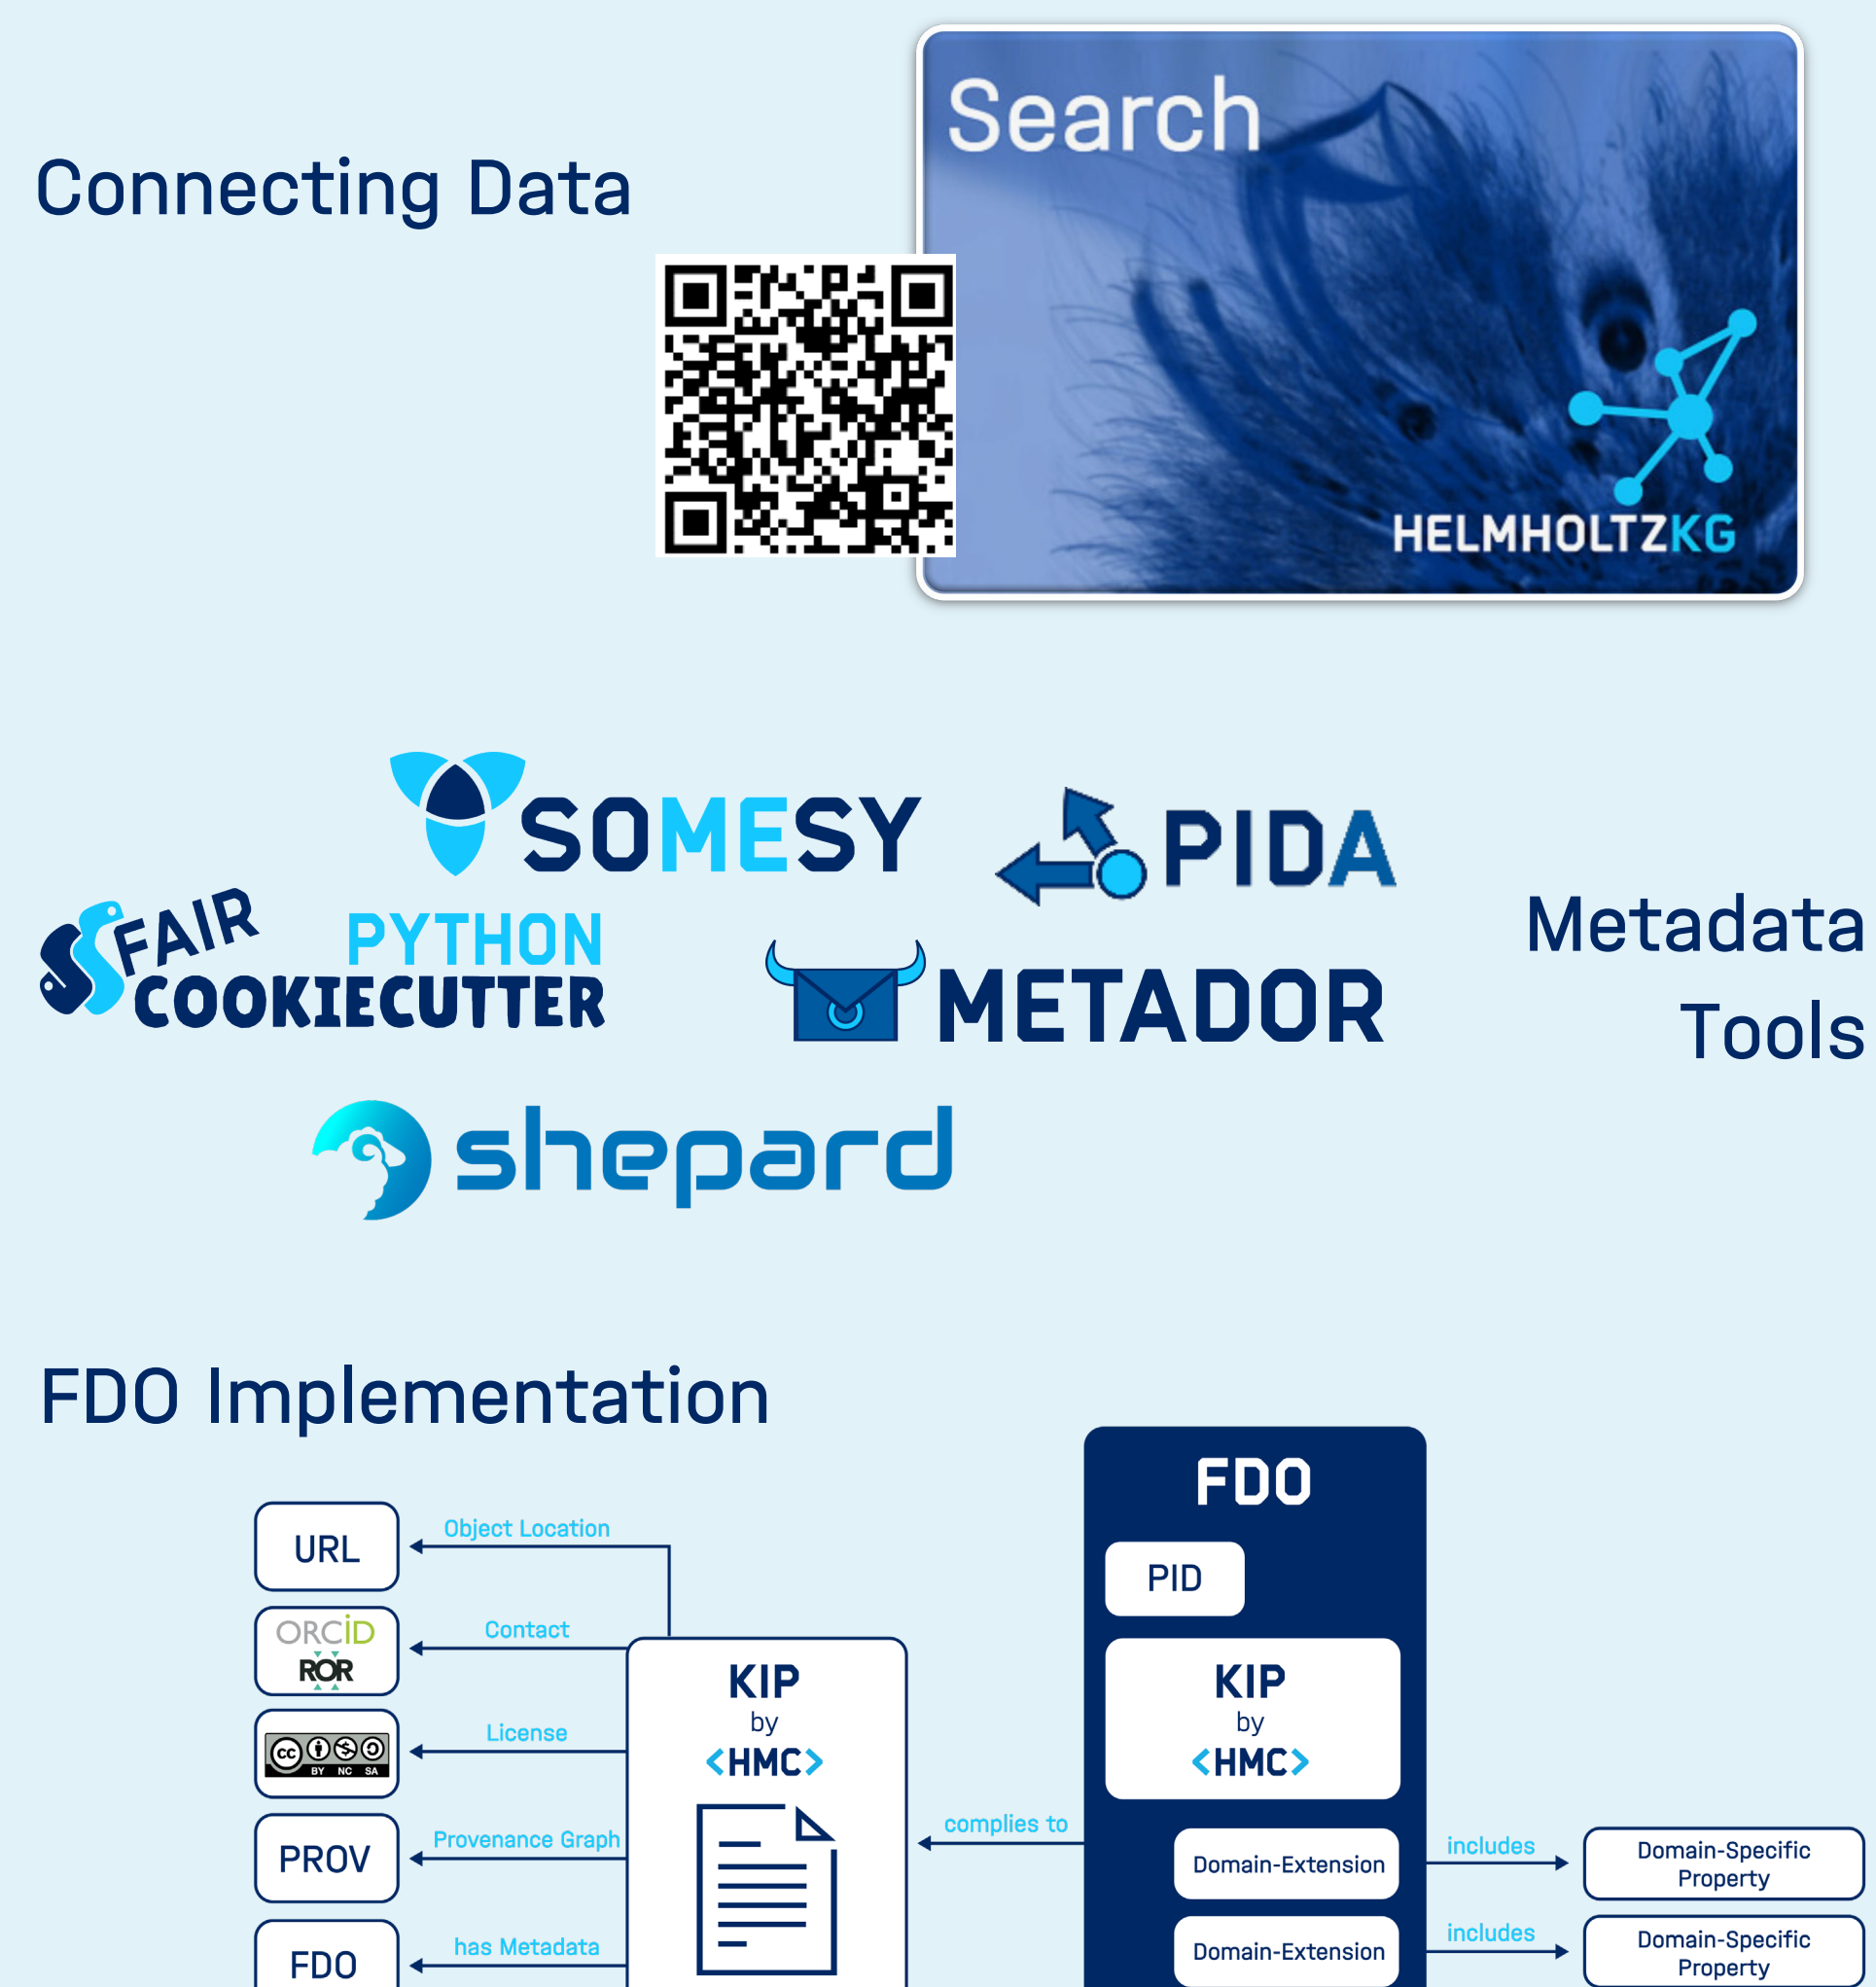 Search
Connecting Data
HELMHOLTZKG
SOMESY
PIDA
FAIR
PYTHON
COOKIECUTTER
METADOR
Metadata
Tools
shepard
FDO Implementation
FDO
URL
Object Location
PID
ORCID
ROR
Contact
KIP
by
<HMC>
KIP
by
<HMC>
cc
BY NC SA
License
PROV
Provenance Graph
complies to
Domain-Extension
includes
Domain-Specific
Property
FDO
has Metadata
Domain-Extension
includes
Domain-Specific
Property